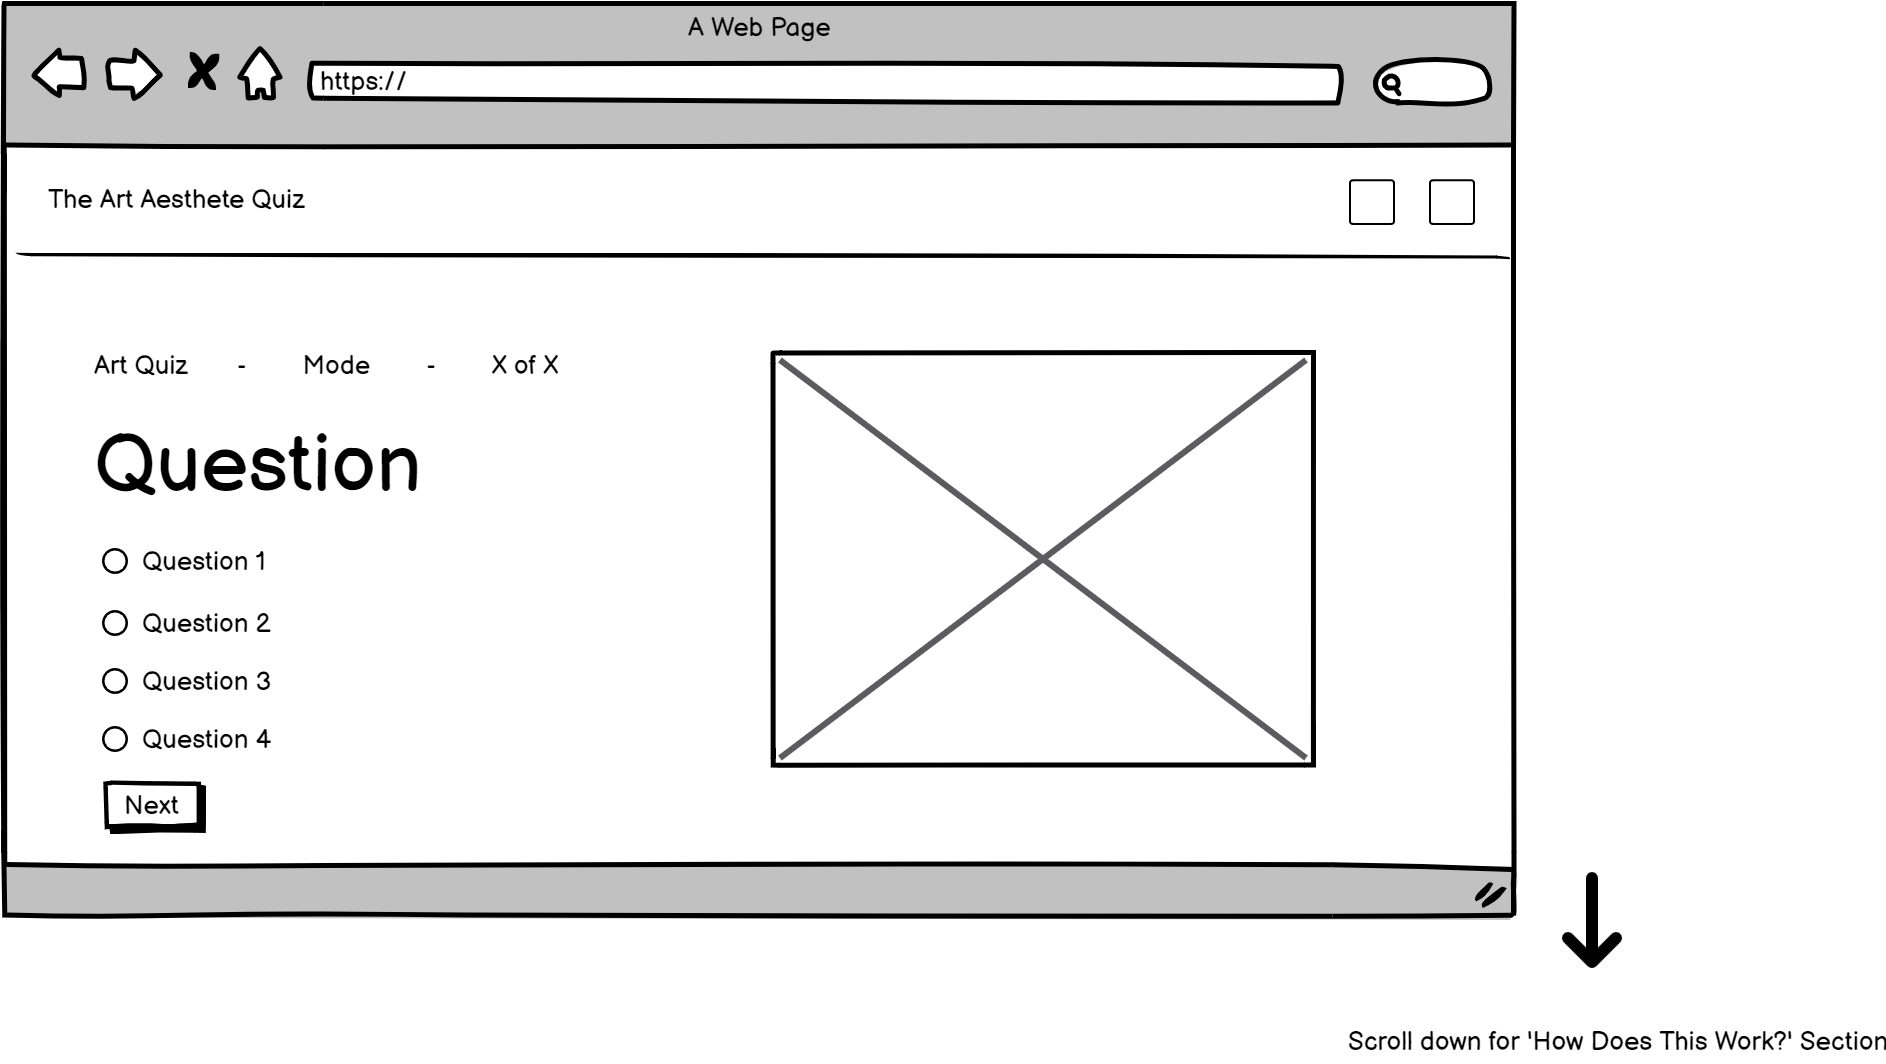 A Web Page
https://
The Art Aesthete Quiz
Art Quiz - Mode - X of X
Question
Question 1
Question 2
Question 3
Question 4
Next
Scroll down for 'How Does This Work?' Section